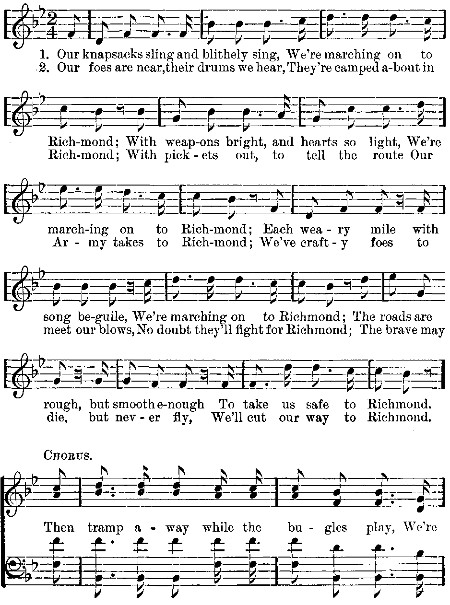 1. Our knapsacks sling and blithely sing, We're marching on to
2. Our foes are near, their drums we hear, They're camped a-bout in
Rich-mond; With weap-ons bright, and hearts so light, We're
Rich-mond; With pick-ets out, to tell the route Our
march-ing on to Rich-mond; Each wea-ry mile with
Ar-my takes to Rich-mond; We've craft-y foes to
song be-guile, We're marching on to Richmond; The roads are
meet our blows, No doubt they'll fight for Richmond; The brave may
rough, but smooth e-nough To take us safe to Richmond.
die, but nev-er fly, We'll cut our way to Richmond.
CHORUS.
Then tramp a-way while the bu-gles play, We're